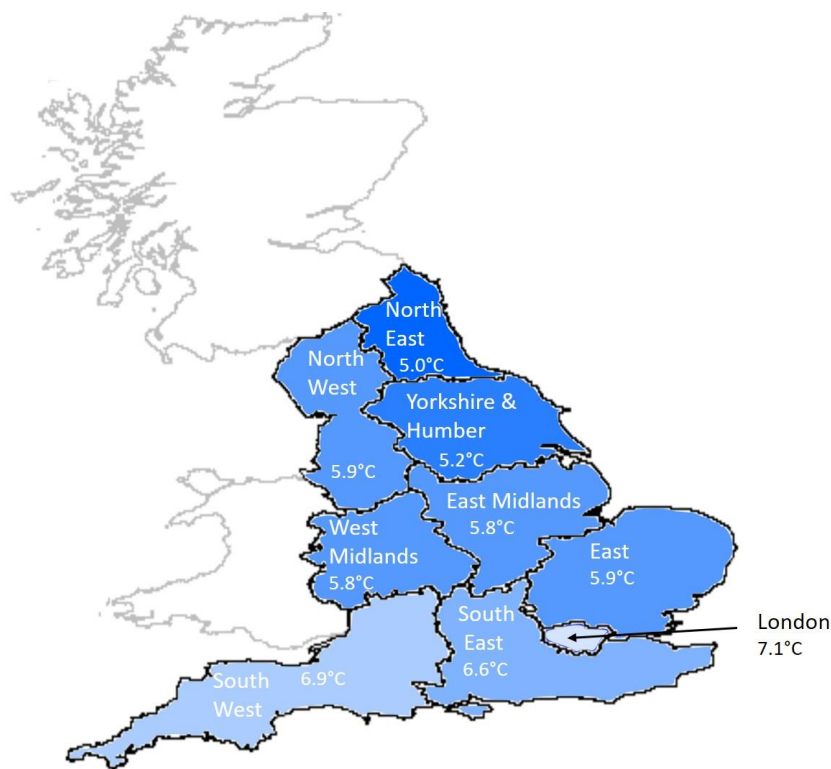 North
East
5.0°C
North
West
Yorkshire &
Humber
5.2°C
5.9°C
East Midlands
5.8°C
West
Midlands
5.8°C
East
5.9°C
South
East
6.6°C
London
7.1°C
South
West
6.9°C